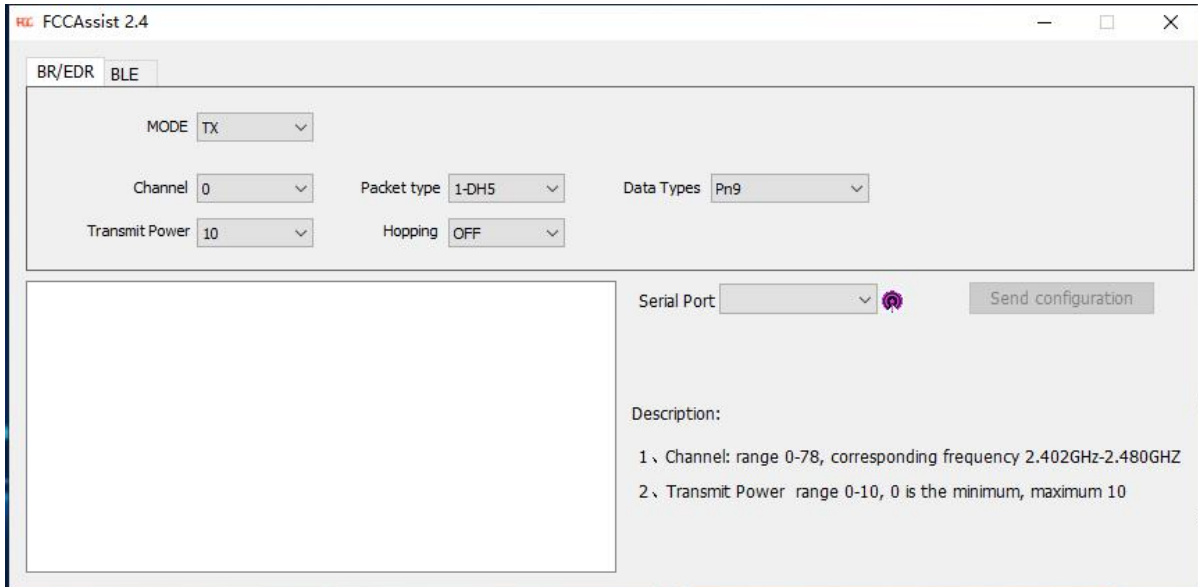 FCC FCCAssist 2.4
BR/EDR BLE
MODE TX
Channel 0 Packet type 1-DH5 Data Types Pn9
Transmit Power 10 Hopping OFF
Serial Port Send configuration
Description:
1、Channel: range 0-78, corresponding frequency 2.402GHz-2.480GHZ
2、Transmit Power range 0-10, 0 is the minimum, maximum 10